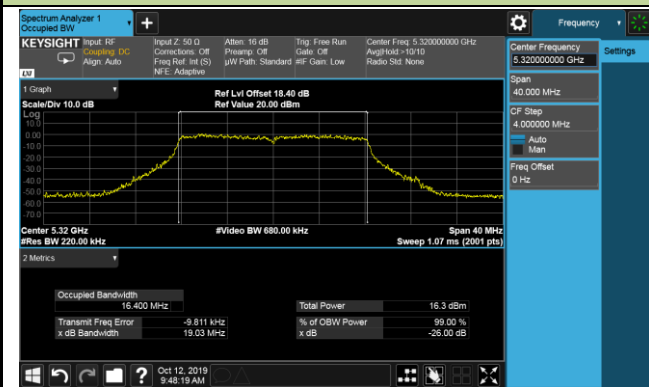 Spectrum Analyzer 1
Occupied BW
Frequency
KEYSIGHT
Input: RF
Coupling: DC
Align: Auto
Input Z: 50 Ω
Corrections: Off
Freq Ref: Int (S)
NFE: Adaptive
Atten: 16 dB
Preamp: Off
µW Path: Standard
Trig: Free Run
Gate: Off
#IF Gain: Low
Center Freq: 5.320000000 GHz
Avg|Hold:>10/10
Radio Std: None
LXI
1 Graph
Scale/Div 10.0 dB
Ref Lvl Offset 18.40 dB
Ref Value 20.00 dBm
Log
10.0
0.00
-10.0
-20.0
-30.0
-40.0
-50.0
-60.0
-70.0
Center 5.32 GHz
#Res BW 220.00 kHz
#Video BW 680.00 kHz
Span 40 MHz
Sweep 1.07 ms (2001 pts)
2 Metrics
Occupied Bandwidth
16.400 MHz
Total Power 16.3 dBm
Transmit Freq Error -9.811 kHz
% of OBW Power 99.00 %
x dB Bandwidth 19.03 MHz
x dB -26.00 dB
?
Oct 12, 2019
9:48:19 AM
Center Frequency
5.320000000 GHz
Settings
Span
40.000 MHz
CF Step
4.000000 MHz
Auto
Man
Freq Offset
0 Hz